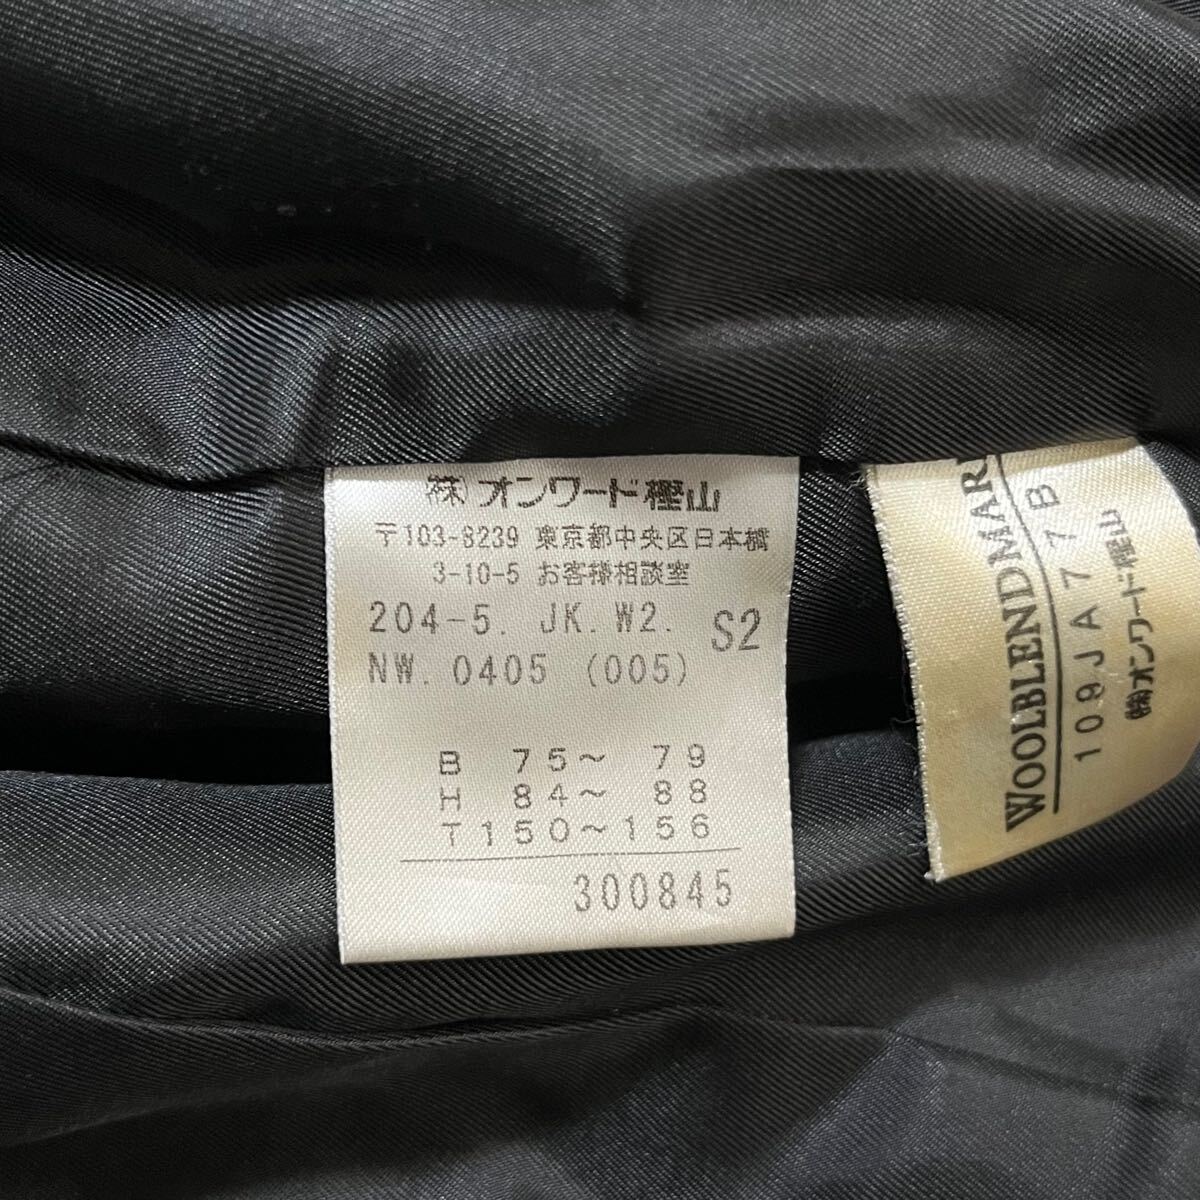 ㈱オンワード樫山
〒103-8239 東京都中央区日本橋
3-10-5 お客様相談室
204-5. JK. W2. S2
NW. 0405 (005)
B 75～ 79
H 84～ 88
T150～156
300845
WOOLBLENDMAR
109JA77B
㈱オンワード樫山